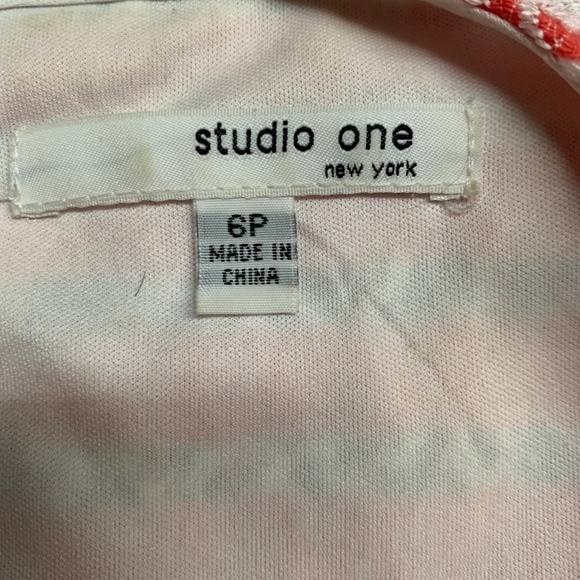 studio one
new york
6P
MADE IN
CHINA